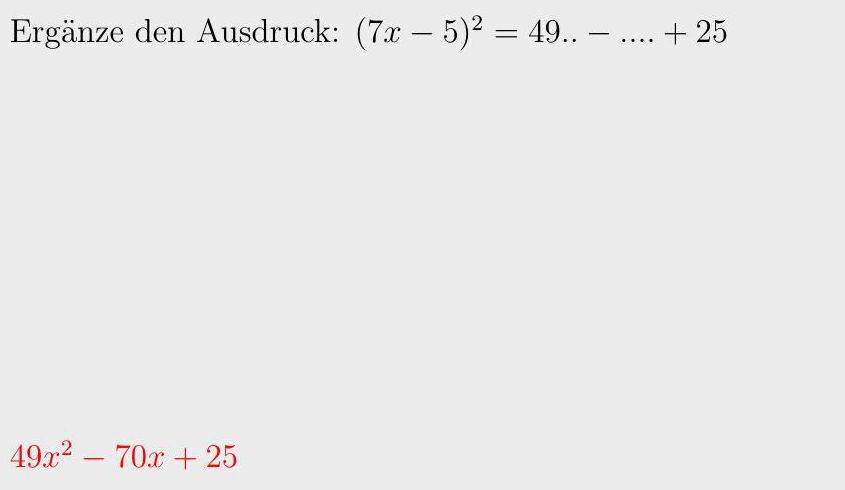 Ergänze den Ausdruck: (7x − 5)² = 49.. − .... + 25
49x² − 70x + 25